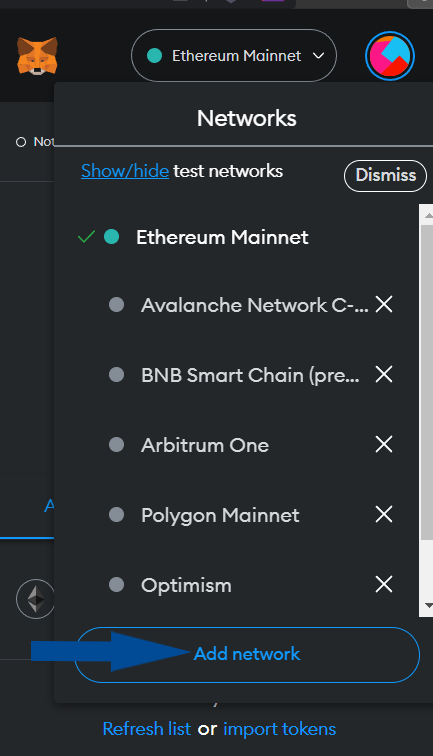 Ethereum Mainnet
Networks
Not
Show/hide test networks
Dismiss
Ethereum Mainnet
Avalanche Network C-...
BNB Smart Chain (pre...
Arbitrum One
Polygon Mainnet
A
Optimism
Add network
Refresh list or import tokens